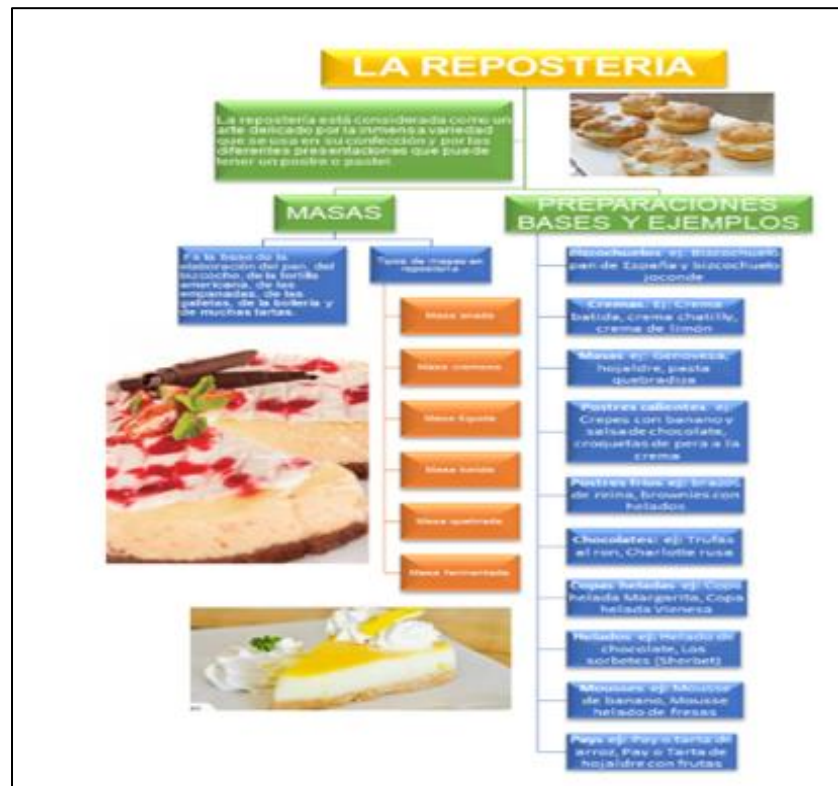 LA REPOSTERIA
La repostería está considerada como un
arte delicado por la inmensa variedad
que se usa en su confección y por las
diferentes presentaciones que puede
tener un postre o pastel
MASAS
PREPARACIONES
BASES Y EJEMPLOS
la base de la
elaboración del pan, del
bizcocho, de la tortilla
americana, de las
empanadas, de las
galletas, de la bollería y
de muchas tartas.
Tipos de masas en
repostería
Masa
Masa cremosa
Masa líquida
Masa batida
Masa quebrada
Masa fermentada
Bizcochuelos ej: Bizcochuelo
pan de España y bizcochuelo
joconde
Cremas. Ej: Crema
batida, crema chatilly,
crema de limón
Masas ej: Genovesa,
hojaldre, pasta
quebradiza
Postres calientes ej:
Crepes con banano y
salsa de chocolate,
croquetas de pera a la
crema
Postres fríos ej: Brazos
de reina, brownies con
helados
Chocolates: ej: Trufas
al ron, Charlotte rusa
Copas heladas ej: Copa
helada Margarita, Copa
helada Vienesa
Helados ej: Helado de
chocolate, Los
sorbetes (Sherbet)
Mousses ej: Mousse
de banano, Mousse
helado de fresas
Pays ej: Pay o tarta de
arroz, Pay o Tarta de
hojaldre con frutas